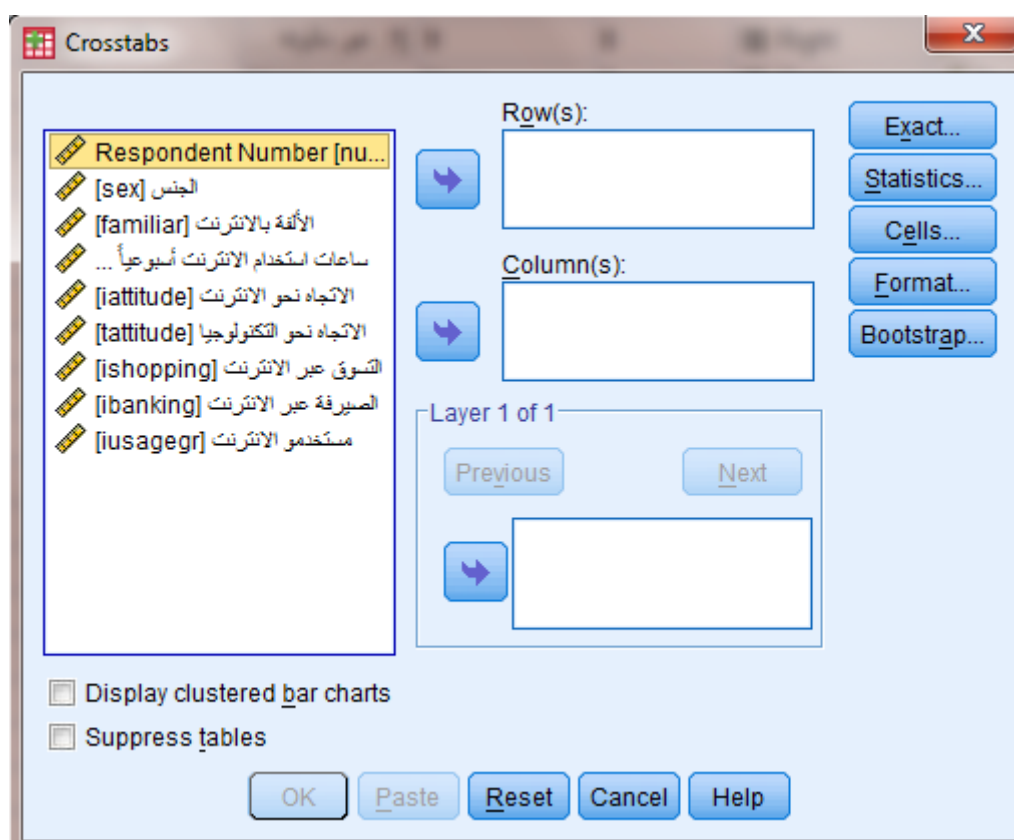 Crosstabs
Row(s):
Respondent Number [nu...
الجنس [sex]
الألفة بالانترنت [familiar]
ساعات استخدام الانترنت أسبوعياً ...
الاتجاه نحو الانترنت [iattitude]
الاتجاه نحو التكنولوجيا [tattitude]
التسوق عبر الانترنت [ishopping]
الصيرفة عبر الانترنت [ibanking]
مستخدمو الانترنت [iusagegr]
Column(s):
Layer 1 of 1
Previous
Next
Exact...
Statistics...
Cells...
Format...
Bootstrap...
Display clustered bar charts
Suppress tables
OK Paste Reset Cancel Help